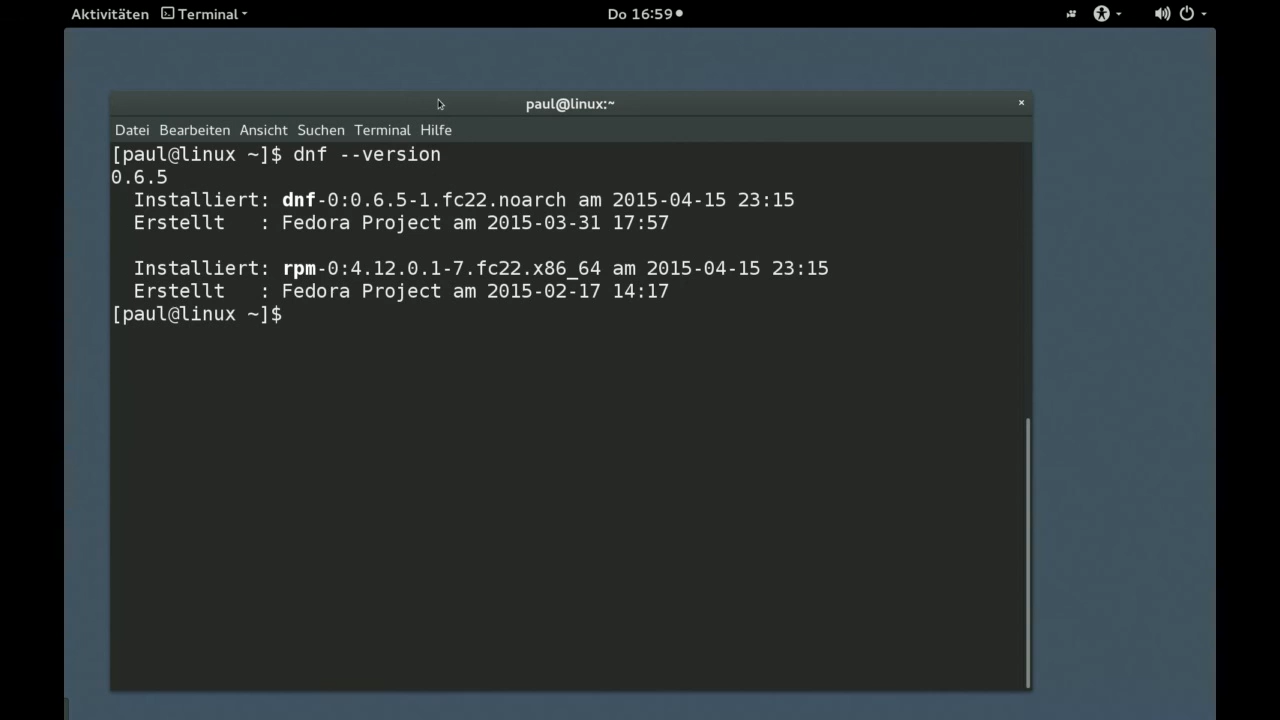 Aktivitäten Terminal Do 16:59
paul@linux:~ ×
Datei Bearbeiten Ansicht Suchen Terminal Hilfe
[paul@linux ~]$ dnf --version
0.6.5
  Installiert: dnf-0:0.6.5-1.fc22.noarch am 2015-04-15 23:15
  Erstellt   : Fedora Project am 2015-03-31 17:57

  Installiert: rpm-0:4.12.0.1-7.fc22.x86_64 am 2015-04-15 23:15
  Erstellt   : Fedora Project am 2015-02-17 14:17
[paul@linux ~]$